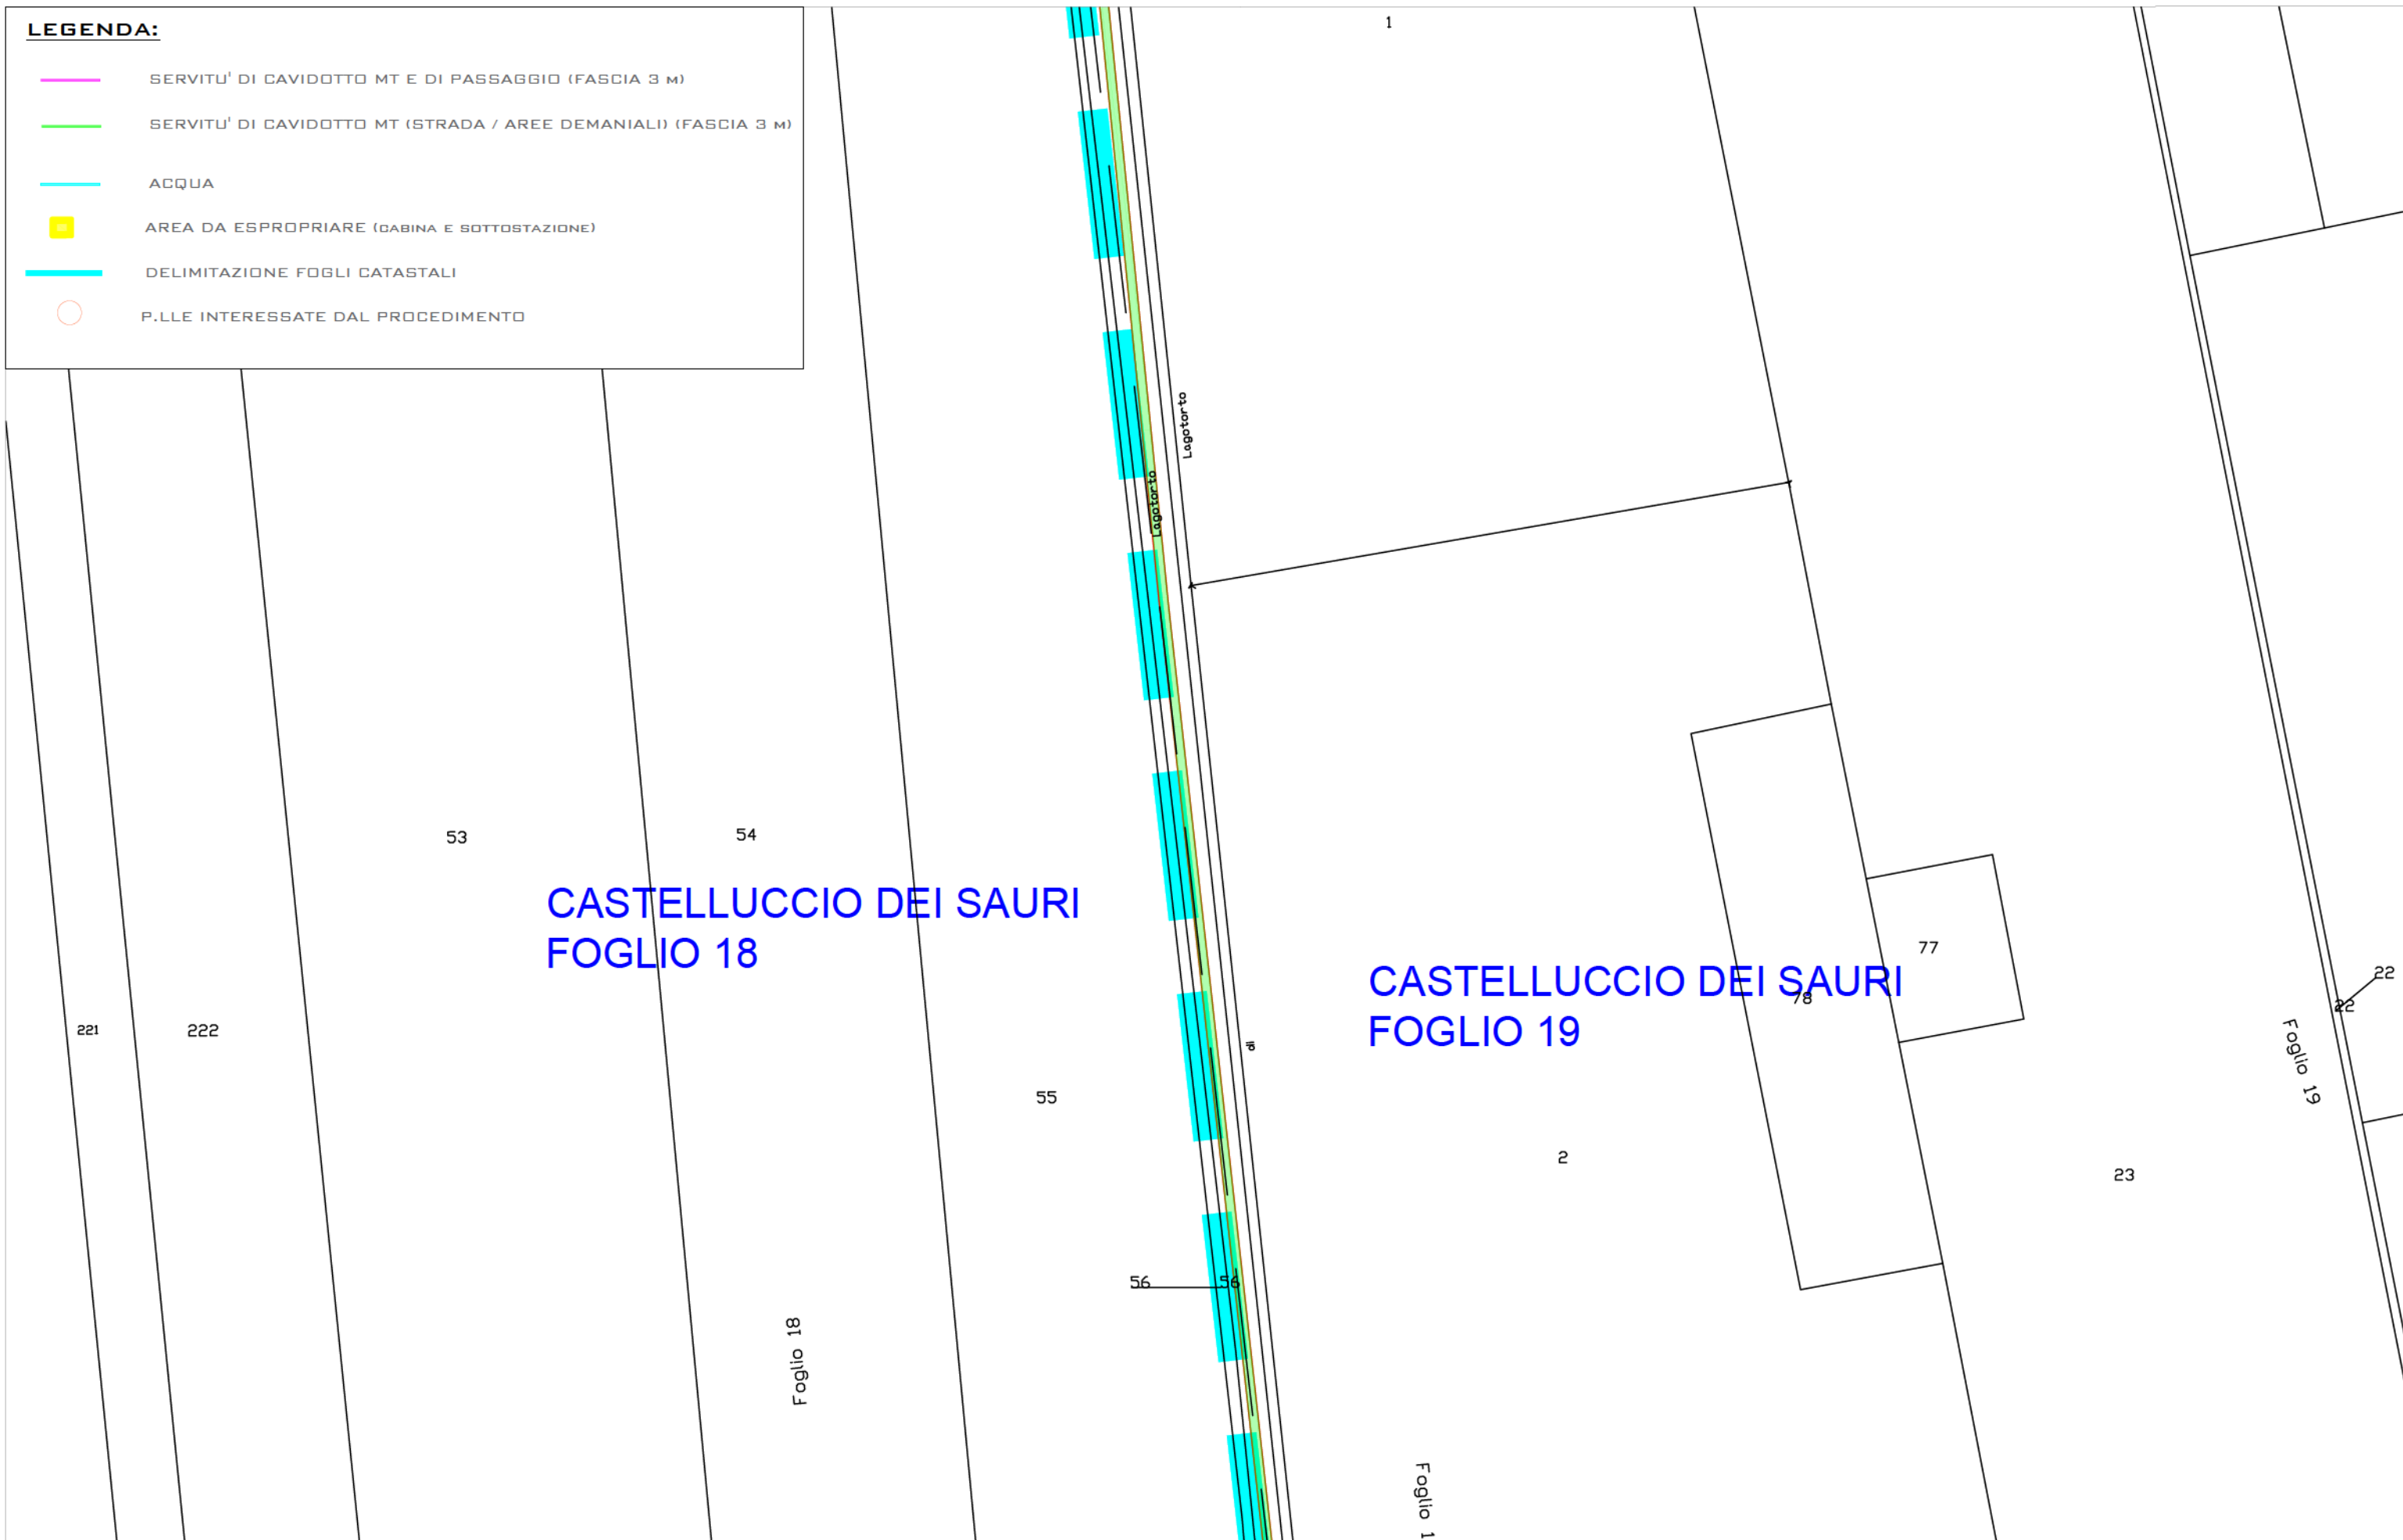 LEGENDA:
SERVITU' DI CAVIDOTTO MT E DI PASSAGGIO (FASCIA 3 M)
SERVITU' DI CAVIDOTTO MT (STRADA / AREE DEMANIALI) (FASCIA 3 M)
ACQUA
AREA DA ESPROPRIARE (CABINA E SOTTOSTAZIONE)
DELIMITAZIONE FOGLI CATASTALI
P.LLE INTERESSATE DAL PROCEDIMENTO
1
Lagotorto
Lagotorto
53
54
CASTELLUCCIO DEI SAURI
FOGLIO 18
77
CASTELLUCCIO DEI SAURI
FOGLIO 19
78
22
22
221
222
Foglio 19
55
2
23
56
56
Foglio 18
Foglio 1